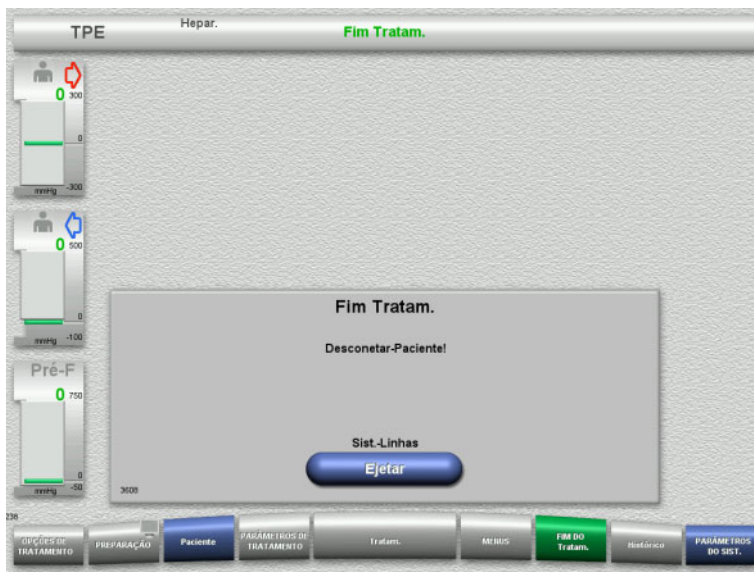 TPE
Hepar.
Fim Tratam.
0
300
0
mmHg
-300
0
500
0
mmHg
-100
Pré-F
0
750
0
mmHg
-50
Fim Tratam.
Desconetar-Paciente!
Sist.-Linhas
Ejetar
3608
238
OPÇÕES DE
TRATAMENTO
PREPARAÇÃO
Paciente
PARÂMETROS DE
TRATAMENTO
Tratam.
MENUS
FIM DO
Tratam.
Histórico
PARÂMETROS
DO SIST.